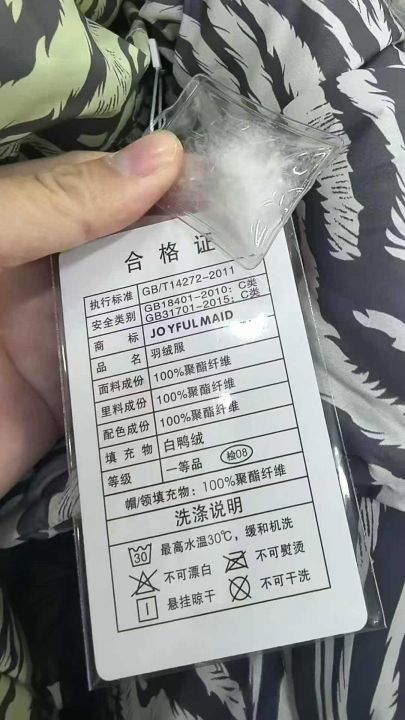 合格证
执行标准 GB/T14272-2011
安全类别 GB18401-2010: C类
GB31701-2015: C类
商标 JOYFUL MAID
品名 羽绒服
面料成份 100%聚酯纤维
里料成份 100%聚酯纤维
配色成份 100%聚酯纤维
填充物 白鸭绒
等级 一等品 检08
帽/领填充物: 100%聚酯纤维
洗涤说明
30 最高水温30℃, 缓和机洗
不可漂白 不可熨烫
悬挂晾干 不可干洗